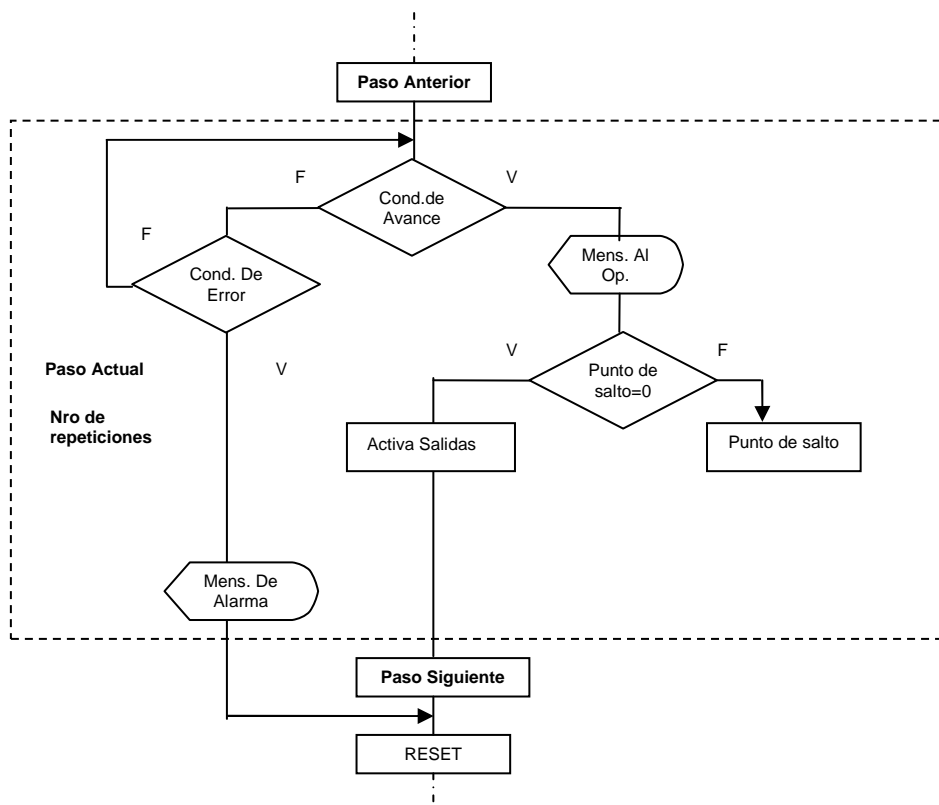 Paso Anterior
F
V
Cond.de
Avance
F
Mens. Al
Op.
Cond. De
Error
V
F
Paso Actual
V
Punto de
salto=0
Nro de
repeticiones
Activa Salidas
Punto de salto
Mens. De
Alarma
Paso Siguiente
RESET